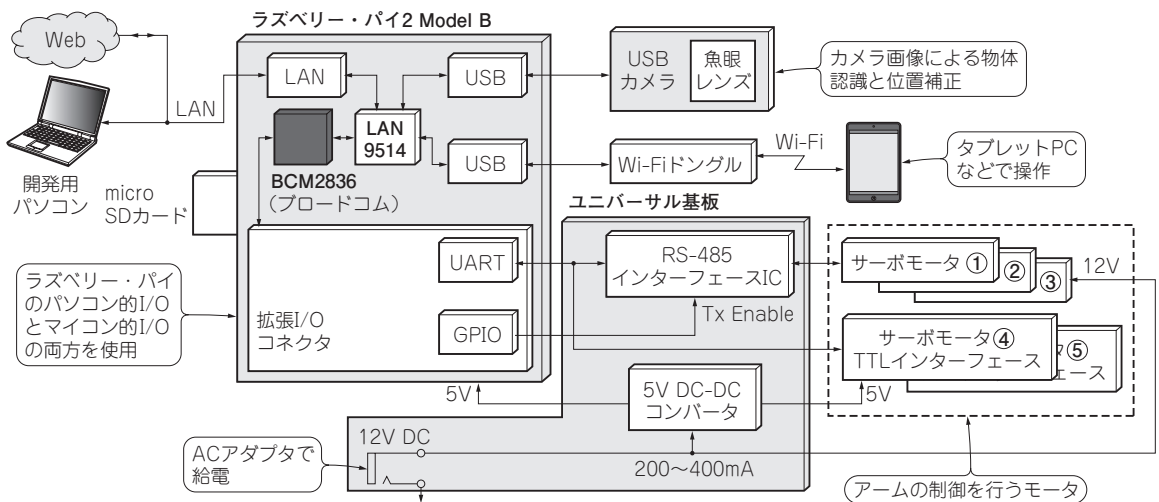 ラズベリー・パイ2 Model B
Web
LAN
開発用
パソコン
micro
SDカード
LAN
USB
LAN
9514
USB
BCM2836
(ブロードコム)
USB
カメラ
魚眼
レンズ
カメラ画像による物体
認識と位置補正
Wi-Fiドングル
Wi-Fi
タブレットPC
などで操作
ユニバーサル基板
ラズベリー・パイ
のパソコン的I/O
とマイコン的I/O
の両方を使用
拡張I/O
コネクタ
UART
GPIO
RS-485
インターフェースIC
Tx Enable
サーボモータ①
②
③
12V
サーボモータ④
TTLインターフェース
タ⑤
ェース
5V
5V DC-DC
コンバータ
5V
12V DC
200〜400mA
ACアダプタで
給電
アームの制御を行うモータ